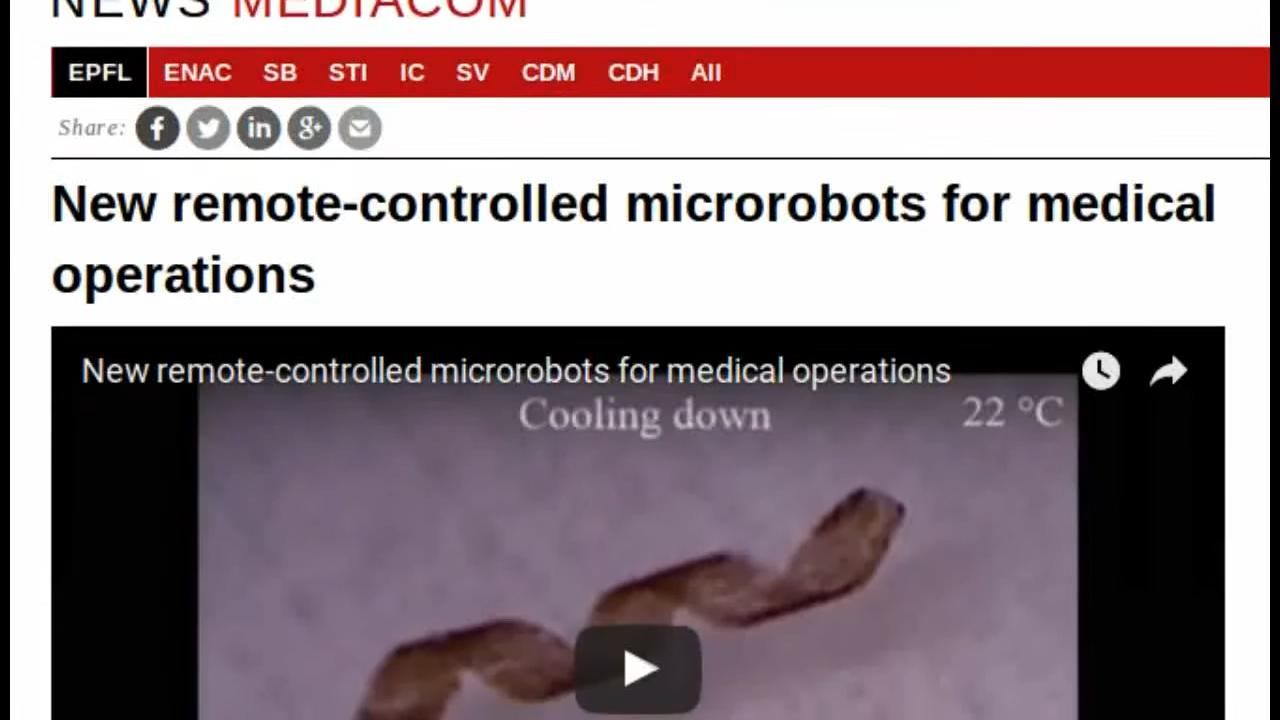 NEWS MEDIACOM
EPFL ENAC SB STI IC SV CDM CDH All
Share:
New remote-controlled microrobots for medical
operations
New remote-controlled microrobots for medical operations
Cooling down 22 °C